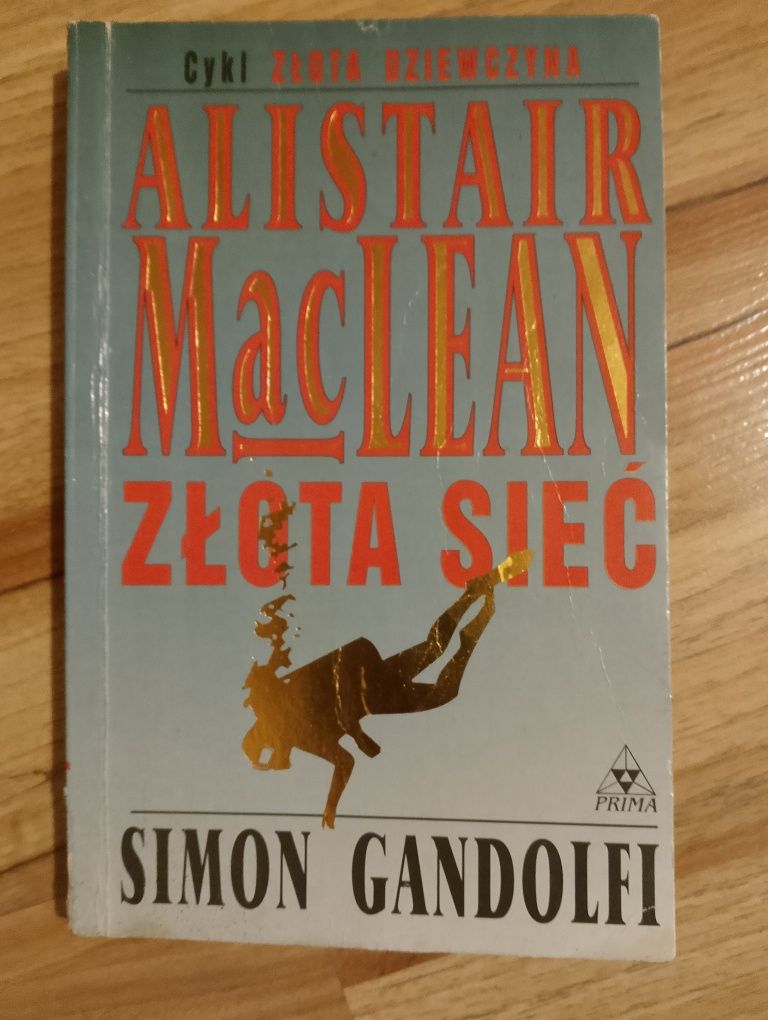 Cykl ZŁOTA DZIEWCZYNA
ALISTAIR
MacLEAN
ZŁOTA SIEĆ
PRIMA
SIMON GANDOLFI